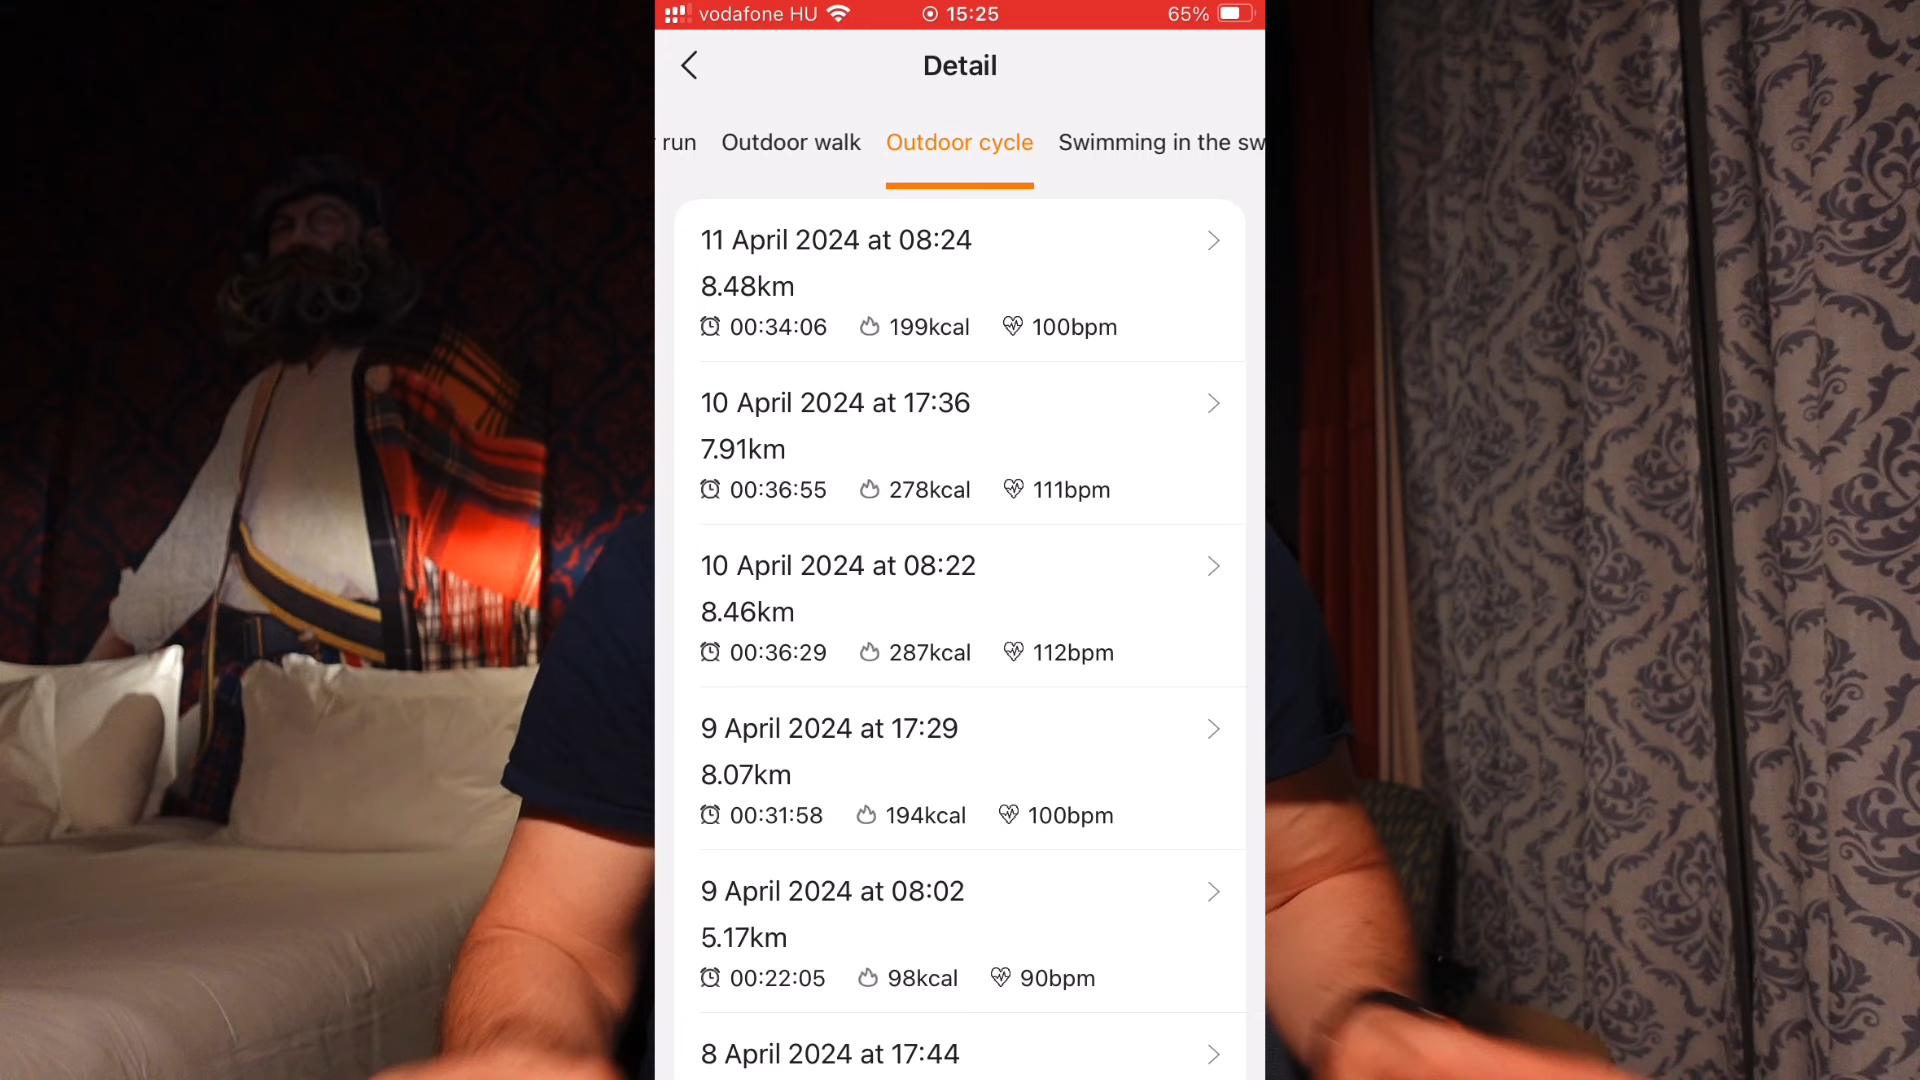 vodafone HU 15:25 65%
Detail
run Outdoor walk Outdoor cycle Swimming in the sw
11 April 2024 at 08:24
8.48km
00:34:06 199kcal 100bpm
10 April 2024 at 17:36
7.91km
00:36:55 278kcal 111bpm
10 April 2024 at 08:22
8.46km
00:36:29 287kcal 112bpm
9 April 2024 at 17:29
8.07km
00:31:58 194kcal 100bpm
9 April 2024 at 08:02
5.17km
00:22:05 98kcal 90bpm
8 April 2024 at 17:44